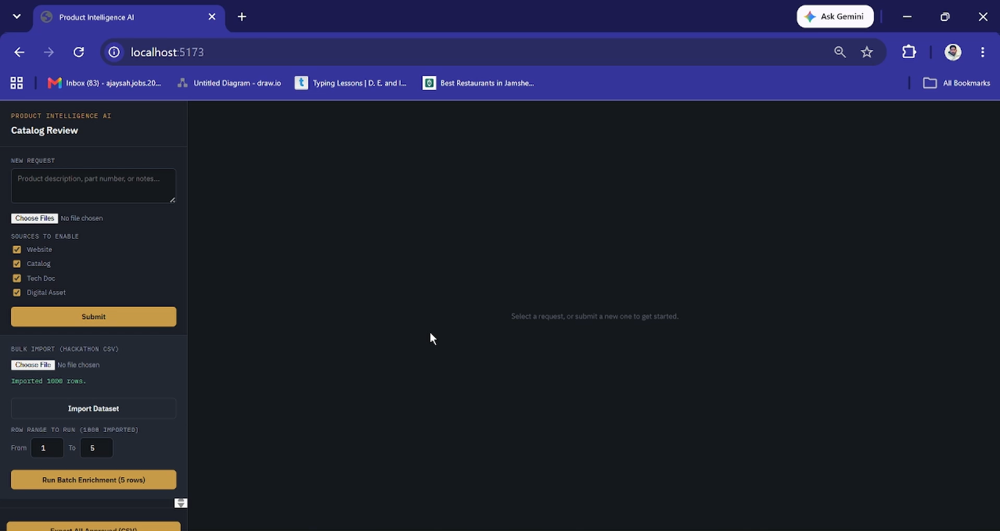 Product Intelligence AI
Ask Gemini
localhost:5173
Inbox (83) - ajaysah.jobs.20...
Untitled Diagram - draw.io
t
Typing Lessons | D. E. and I...
Best Restaurants in Jamshe...
All Bookmarks
PRODUCT INTELLIGENCE AI
Catalog Review
NEW REQUEST
Product description, part number, or notes...
Choose Files No file chosen
SOURCES TO ENABLE
Website
Catalog
Tech Doc
Digital Asset
Submit
Select a request, or submit a new one to get started.
BULK IMPORT (HACKATHON CSV)
Choose File No file chosen
Imported 1000 rows.
Import Dataset
ROW RANGE TO RUN (1000 IMPORTED)
From 1 To 5
Run Batch Enrichment (5 rows)
Export All Approved (CSV)